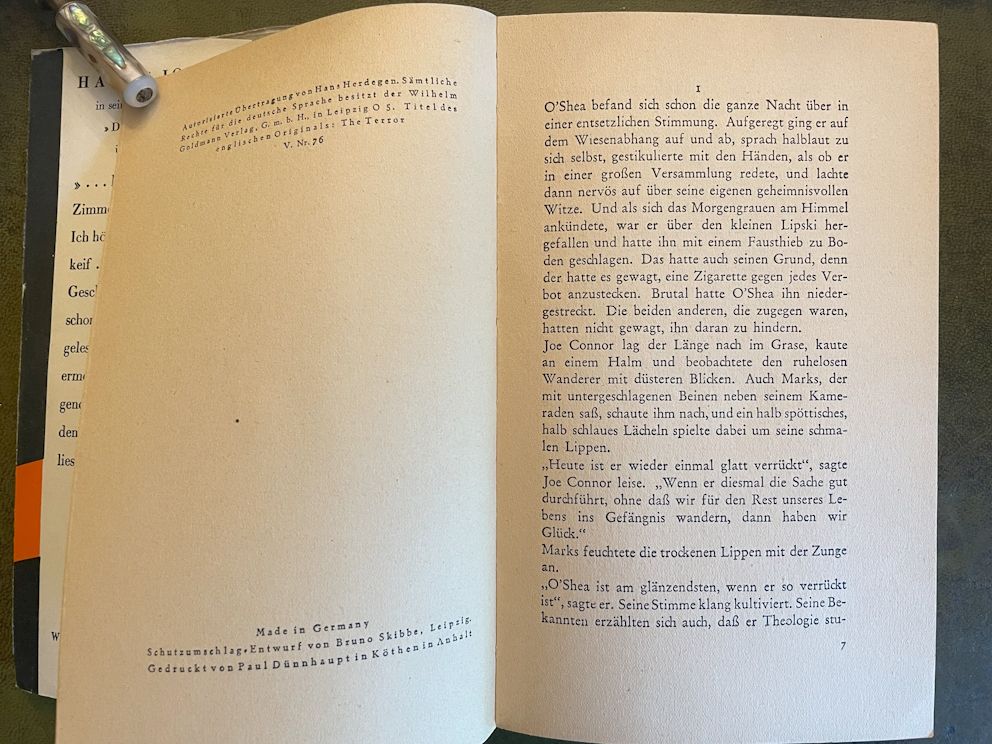 in
»D
» . . .
Zimm
Ich hö
keif .
Gesch
schon
geles
erm
gen
den
lies
W
Autorisierte Übertragung von Hans Herdegen. Sämtliche
Rechte für die deutsche Sprache besitzt der Wilhelm
Goldmann Verlag, G. m. b. H., in Leipzig O 5. Titel des
englischen Originals: The Terror
V. Nr. 76
Made in Germany
Schutzumschlag-Entwurf von Bruno Skibbe, Leipzig.
Gedruckt von Paul Dünnhaupt in Köthen in Anhalt
I
O'Shea befand sich schon die ganze Nacht über in
einer entsetzlichen Stimmung. Aufgeregt ging er auf
dem Wiesenabhang auf und ab, sprach halblaut zu
sich selbst, gestikulierte mit den Händen, als ob er
in einer großen Versammlung redete, und lachte
dann nervös auf über seine eigenen geheimnisvollen
Witze. Und als sich das Morgengrauen am Himmel
ankündete, war er über den kleinen Lipski her-
gefallen und hatte ihn mit einem Fausthieb zu Bo-
den geschlagen. Das hatte auch seinen Grund, denn
der hatte es gewagt, eine Zigarette gegen jedes Ver-
bot anzustecken. Brutal hatte O'Shea ihn nieder-
gestreckt. Die beiden anderen, die zugegen waren,
hatten nicht gewagt, ihn daran zu hindern.
Joe Connor lag der Länge nach im Grase, kaute
an einem Halm und beobachtete den ruhelosen
Wanderer mit düsteren Blicken. Auch Marks, der
mit untergeschlagenen Beinen neben seinem Kame-
raden saß, schaute ihm nach, und ein halb spöttisches,
halb schlaues Lächeln spielte dabei um seine schma-
len Lippen.
„Heute ist er wieder einmal glatt verrückt“, sagte
Joe Connor leise. „Wenn er diesmal die Sache gut
durchführt, ohne daß wir für den Rest unseres Le-
bens ins Gefängnis wandern, dann haben wir
Glück.“
Marks feuchtete die trockenen Lippen mit der Zunge
an.
„O'Shea ist am glänzendsten, wenn er so verrückt
ist“, sagte er. Seine Stimme klang kultiviert. Seine Be-
kannten erzählten sich auch, daß er Theologie stu-
7